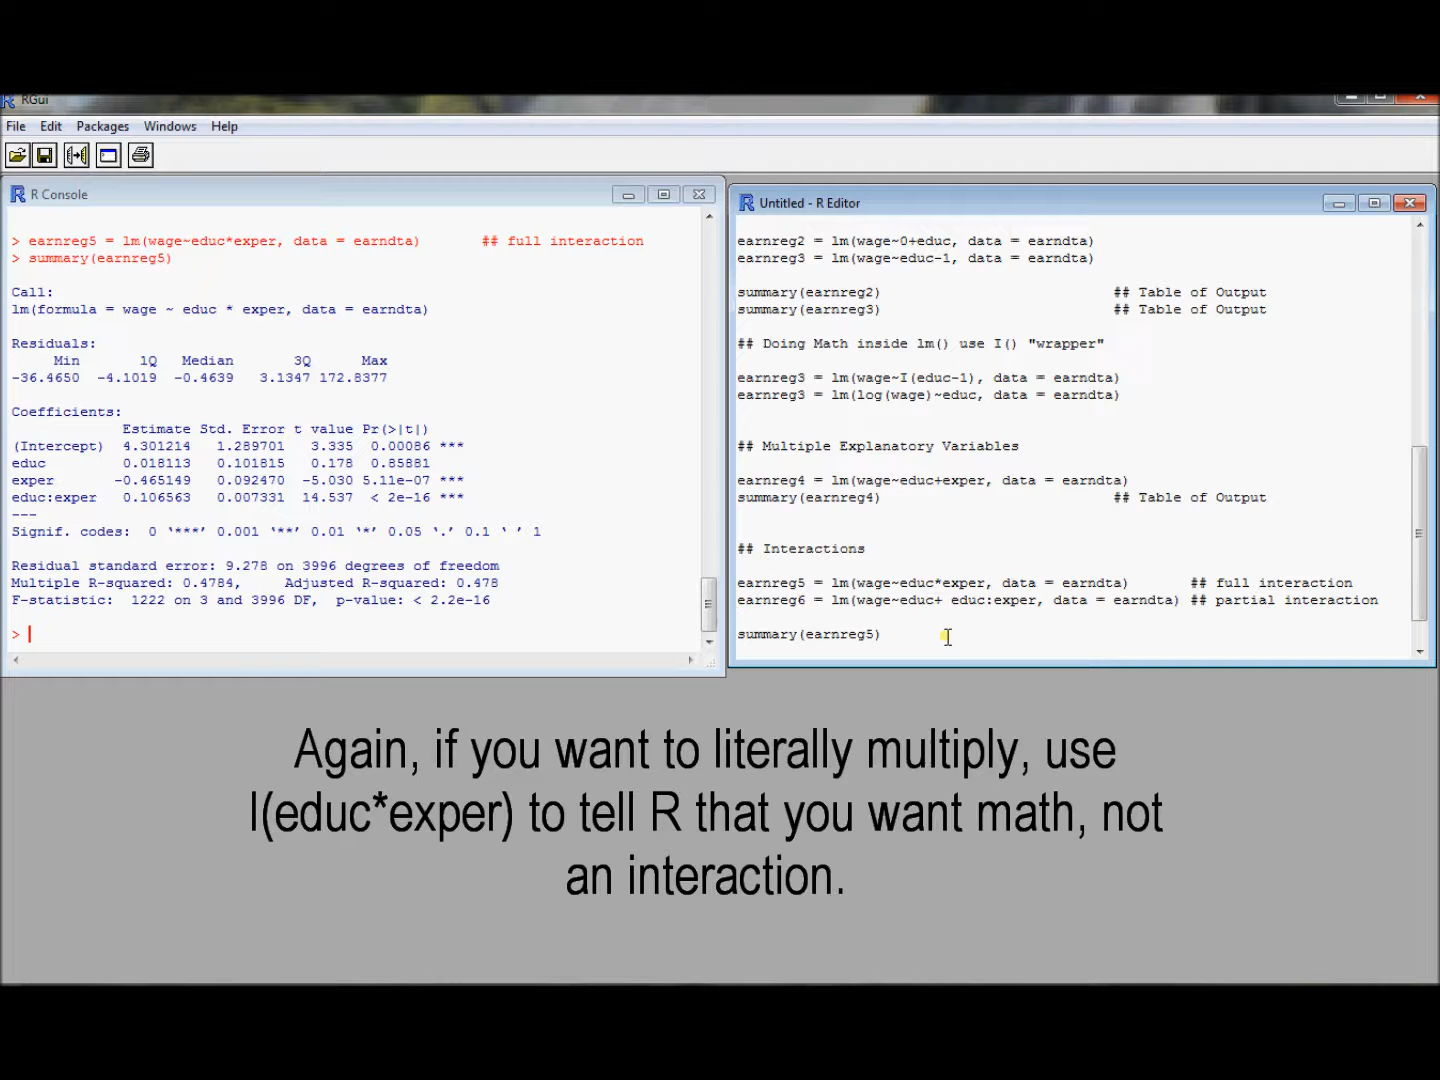 RGui
File Edit Packages Windows Help
R Console
> earnreg5 = lm(wage~educ*exper, data = earndta) ## full interaction
> summary(earnreg5)
Call:
lm(formula = wage ~ educ * exper, data = earndta)
Residuals:
Min 1Q Median 3Q Max
-36.4650 -4.1019 -0.4639 3.1347 172.8377
Coefficients:
Estimate Std. Error t value Pr(>|t|)
(Intercept) 4.301214 1.289701 3.335 0.00086 ***
educ 0.018113 0.101815 0.178 0.85881
exper -0.465149 0.092470 -5.030 5.11e-07 ***
educ:exper 0.106563 0.007331 14.537 < 2e-16 ***
---
Signif. codes: 0 ‘***’ 0.001 ‘**’ 0.01 ‘*’ 0.05 ‘.’ 0.1 ‘ ’ 1
Residual standard error: 9.278 on 3996 degrees of freedom
Multiple R-squared: 0.4784, Adjusted R-squared: 0.478
F-statistic: 1222 on 3 and 3996 DF, p-value: < 2.2e-16
>
Untitled - R Editor
earnreg2 = lm(wage~0+educ, data = earndta)
earnreg3 = lm(wage~educ-1, data = earndta)
summary(earnreg2) ## Table of Output
summary(earnreg3) ## Table of Output
## Doing Math inside lm() use I() "wrapper"
earnreg3 = lm(wage~I(educ-1), data = earndta)
earnreg3 = lm(log(wage)~educ, data = earndta)
## Multiple Explanatory Variables
earnreg4 = lm(wage~educ+exper, data = earndta)
summary(earnreg4) ## Table of Output
## Interactions
earnreg5 = lm(wage~educ*exper, data = earndta) ## full interaction
earnreg6 = lm(wage~educ+ educ:exper, data = earndta) ## partial interaction
summary(earnreg5)
Again, if you want to literally multiply, use
I(educ*exper) to tell R that you want math, not
an interaction.